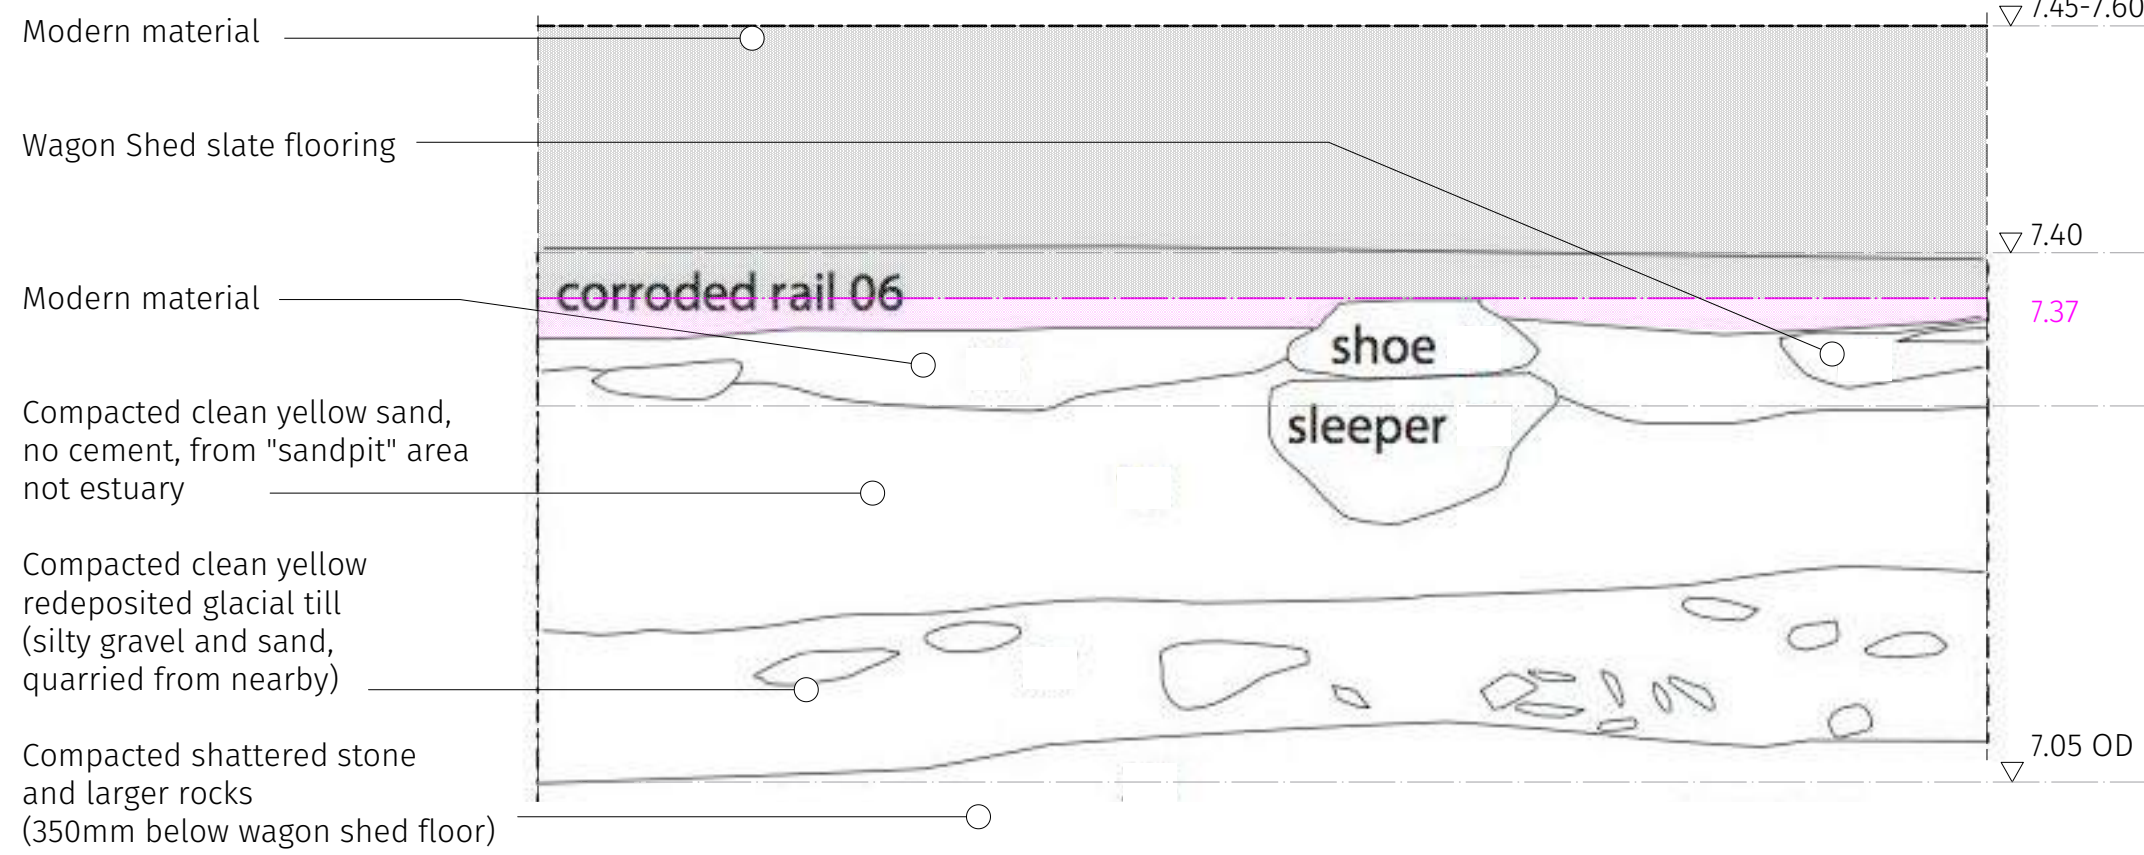 Modern material
7.45-7.60
Wagon Shed slate flooring
7.40
corroded rail 06
Modern material
7.37
shoe
Compacted clean yellow sand,
no cement, from "sandpit" area
not estuary
sleeper
Compacted clean yellow
redeposited glacial till
(silty gravel and sand,
quarried from nearby)
7.05 OD
Compacted shattered stone
and larger rocks
(350mm below wagon shed floor)